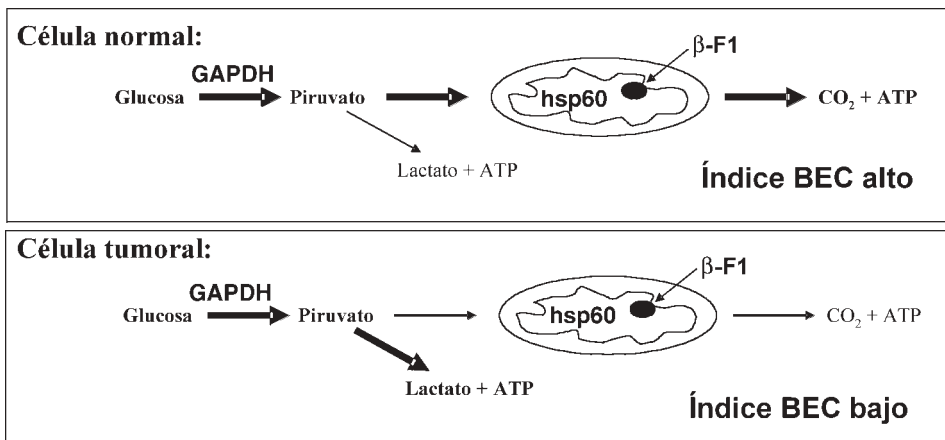 Célula normal:
β-F1
GAPDH
Glucosa Piruvato hsp60 CO₂ + ATP
Lactato + ATP
Índice BEC alto
Célula tumoral:
β-F1
GAPDH
Glucosa Piruvato hsp60 CO₂ + ATP
Lactato + ATP
Índice BEC bajo